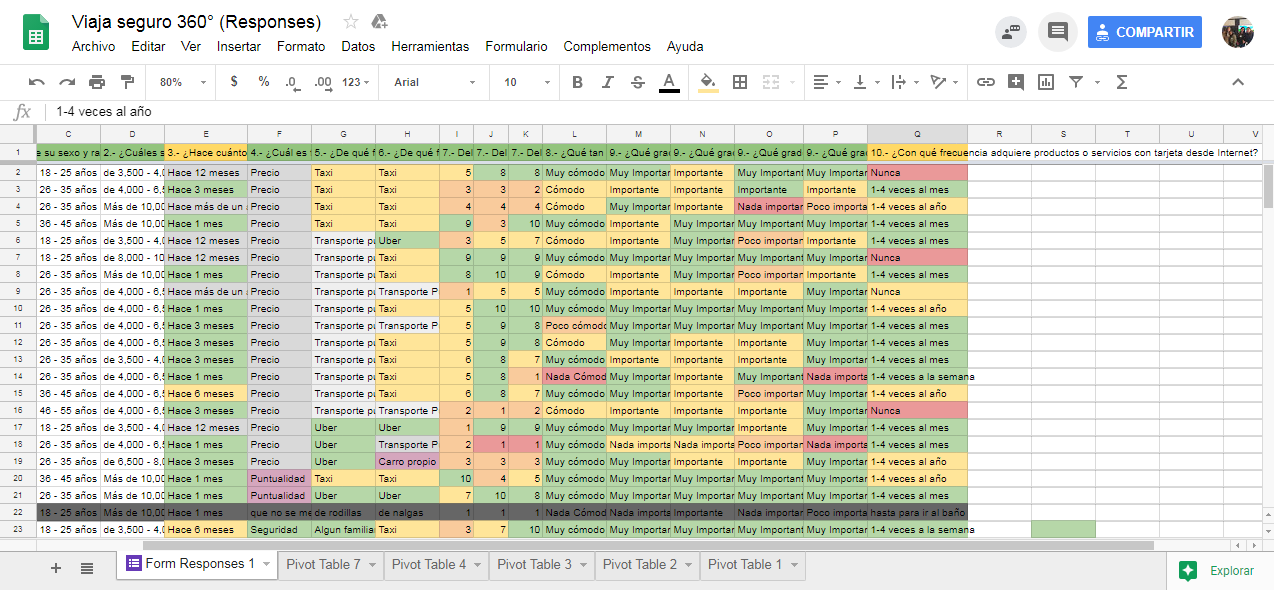 Viaja seguro 360° (Responses)
COMPARTIR
Archivo Editar Ver Insertar Formato Datos Herramientas Formulario Complementos Ayuda
80% $ % .0 .00 123 Arial 10 B I S A
fx 1-4 veces al año
C D E F G H I J K L M N O P Q R S T U V
1 e su sexo y ra 2.- ¿Cuáles s 3.- ¿Hace cuánto 4.- ¿Cuál es 5.- ¿De qué f 6.- ¿De qué f 7.- Del 7.- Del 7.- Del 8.- ¿Qué tan 9.- ¿Qué grad 9.- ¿Qué grad 9.- ¿Qué grad 9.- ¿Qué grad 10.- ¿Con qué frecuencia adquiere productos o servicios con tarjeta desde Internet?
2 18 - 25 años de 3,500 - 4,0 Hace 12 meses Precio Taxi Taxi 5 8 8 Muy cómodo Muy Importan Importante Muy Important Muy Importan Nunca
3 26 - 35 años de 4,000 - 6,5 Hace 3 meses Precio Taxi Taxi 3 3 2 Cómodo Importante Importante Importante Importante 1-4 veces al mes
4 26 - 35 años Más de 10,00 Hace más de un Precio Taxi Taxi 4 4 4 Cómodo Muy Importan Importante Nada importan Poco importa 1-4 veces al año
5 36 - 45 años Más de 10,00 Hace 1 mes Precio Taxi Taxi 9 3 10 Muy cómodo Importante Muy Importan Muy Important Muy Importan 1-4 veces al mes
6 18 - 25 años de 3,500 - 4,0 Hace 12 meses Precio Transporte pu Uber 3 5 7 Cómodo Importante Muy Importan Poco importan Importante 1-4 veces al mes
7 18 - 25 años de 8,000 - 10 Hace 12 meses Precio Transporte pu Taxi 9 9 9 Muy cómodo Muy Importan Muy Importan Muy Important Muy Importan Nunca
8 26 - 35 años Más de 10,00 Hace 1 mes Precio Transporte pu Taxi 8 10 9 Cómodo Importante Muy Importan Poco importan Importante 1-4 veces al mes
9 26 - 35 años de 4,000 - 6,5 Hace más de un Precio Transporte pu Transporte P 1 5 5 Muy cómodo Importante Importante Importante Muy Importan Nunca
10 26 - 35 años de 4,000 - 6,5 Hace 1 mes Precio Transporte pu Taxi 5 10 10 Muy cómodo Muy Importan Muy Importan Muy Important Muy Importan 1-4 veces al año
11 26 - 35 años de 4,000 - 6,5 Hace 3 meses Precio Transporte pu Transporte P 5 9 8 Poco cómodo Muy Importan Muy Importan Muy Important Muy Importan 1-4 veces al mes
12 26 - 35 años de 4,000 - 6,5 Hace 3 meses Precio Transporte pu Taxi 5 9 8 Cómodo Muy Importan Importante Importante Muy Importan 1-4 veces al mes
13 26 - 35 años de 3,500 - 4,0 Hace 3 meses Precio Transporte pu Taxi 6 8 7 Muy cómodo Importante Importante Importante Muy Importan 1-4 veces al mes
14 26 - 35 años de 4,000 - 6,5 Hace 1 mes Precio Transporte pu Taxi 5 8 1 Nada Cómod Muy Importan Importante Muy Important Nada importa 1-4 veces a la semana
15 36 - 45 años de 4,000 - 6,5 Hace 6 meses Precio Transporte pu Taxi 6 8 7 Muy cómodo Muy Importan Importante Poco importan Muy Importan 1-4 veces al año
16 46 - 55 años de 4,000 - 6,5 Hace 3 meses Precio Transporte pu Transporte P 2 1 2 Cómodo Importante Importante Importante Muy Importan Nunca
17 18 - 25 años de 3,500 - 4,0 Hace 12 meses Precio Uber Uber 1 9 9 Muy cómodo Muy Importan Muy Importan Importante Muy Importan 1-4 veces al mes
18 26 - 35 años de 4,000 - 6,5 Hace 1 mes Precio Uber Transporte P 2 1 1 Muy cómodo Nada importa Nada importa Poco importan Nada importa 1-4 veces al mes
19 26 - 35 años de 6,500 - 8,0 Hace 3 meses Precio Uber Carro propio 3 3 3 Muy cómodo Muy Importan Importante Importante Muy Importan 1-4 veces al año
20 36 - 45 años Más de 10,00 Hace 1 mes Puntualidad Taxi Taxi 10 4 5 Muy cómodo Muy Importan Muy Importan Muy Important Muy Importan 1-4 veces al año
21 26 - 35 años Más de 10,00 Hace 1 mes Puntualidad Uber Uber 7 10 8 Muy cómodo Muy Importan Muy Importan Muy Important Muy Importan 1-4 veces al mes
22 18 - 25 años Más de 10,00 Hace 1 mes que no se me de rodillas de nalgas 1 1 1 Nada Cómod Nada importa Importante Nada importan Poco importa hasta para ir al baño
23 18 - 25 años de 3,500 - 4,0 Hace 6 meses Seguridad Algun familiar Taxi 3 7 10 Muy cómodo Muy Importan Muy Importan Muy Important Muy Importan 1-4 veces a la semana
Form Responses 1 Pivot Table 7 Pivot Table 4 Pivot Table 3 Pivot Table 2 Pivot Table 1 Explorar